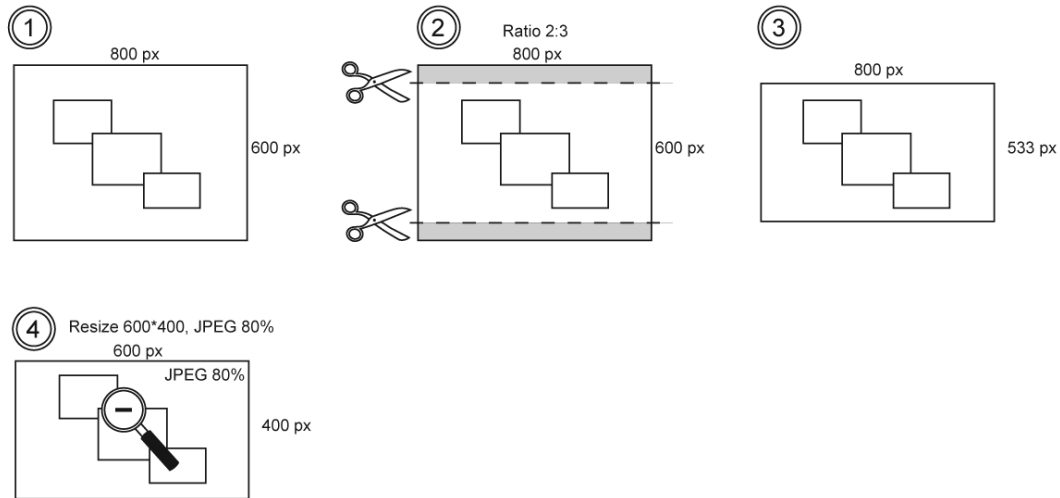 1
800 px
600 px
2
Ratio 2:3
800 px
600 px
3
800 px
533 px
4
Resize 600*400, JPEG 80%
600 px
JPEG 80%
400 px